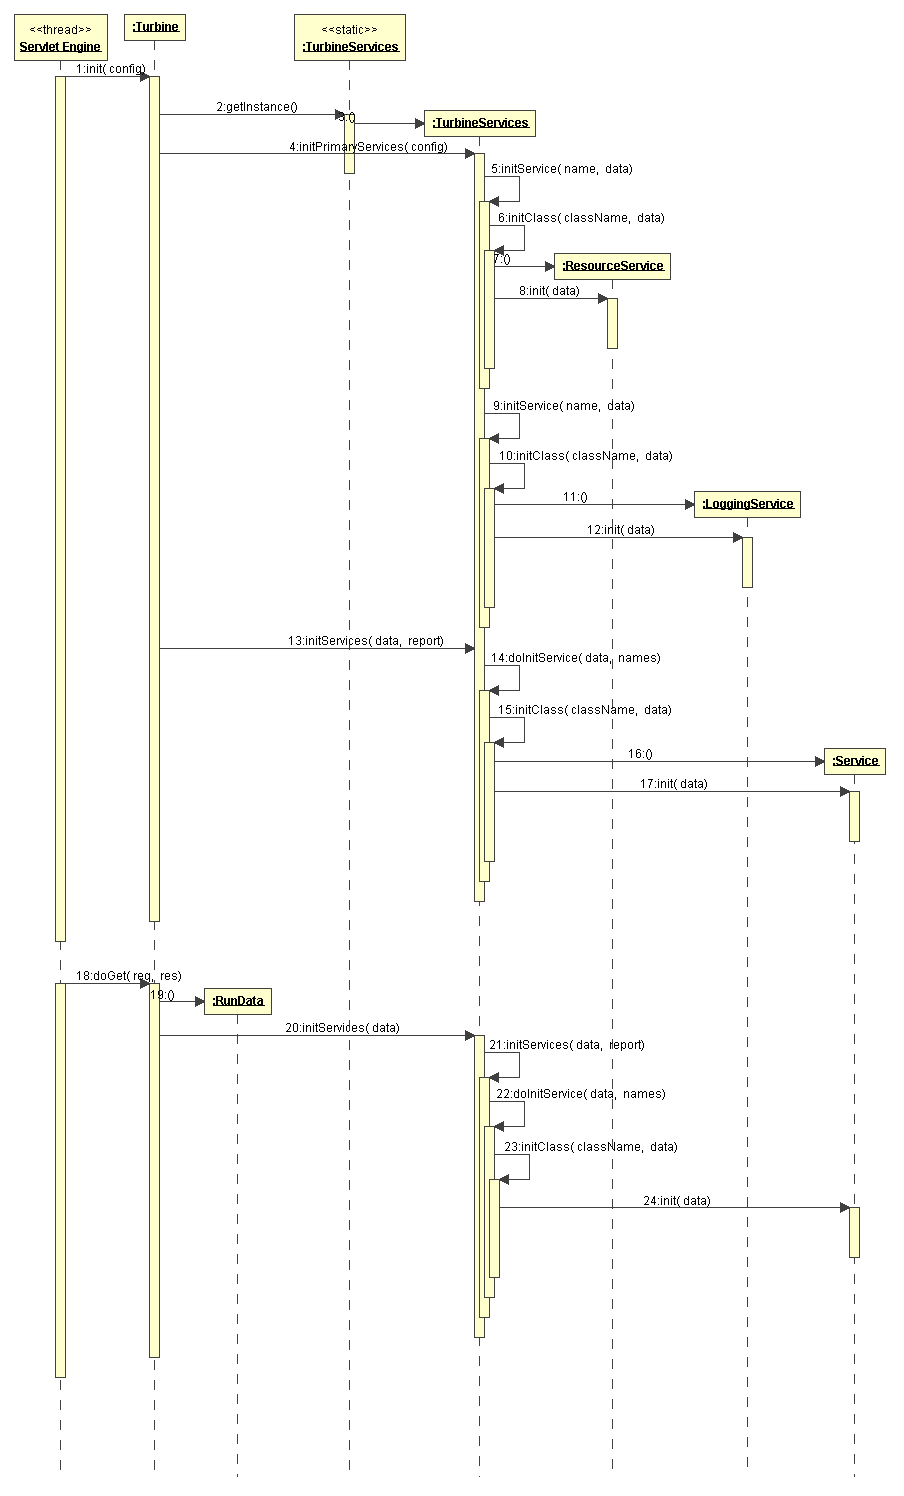 <<thread>>
Servlet Engine
:Turbine
<<static>>
:TurbineServices
1:init( config)
2:getInstance()
3:()
:TurbineServices
4:initPrimaryServices( config)
5:initService( name, data)
6:initClass( className, data)
7:()
:ResourceService
8:init( data)
9:initService( name, data)
10:initClass( className, data)
11:()
:LoggingService
12:init( data)
13:initServices( data, report)
14:doInitService( data, names)
15:initClass( className, data)
16:()
:Service
17:init( data)
18:doGet( req, res)
19:()
:RunData
20:initServices( data)
21:initServices( data, report)
22:doInitService( data, names)
23:initClass( className, data)
24:init( data)